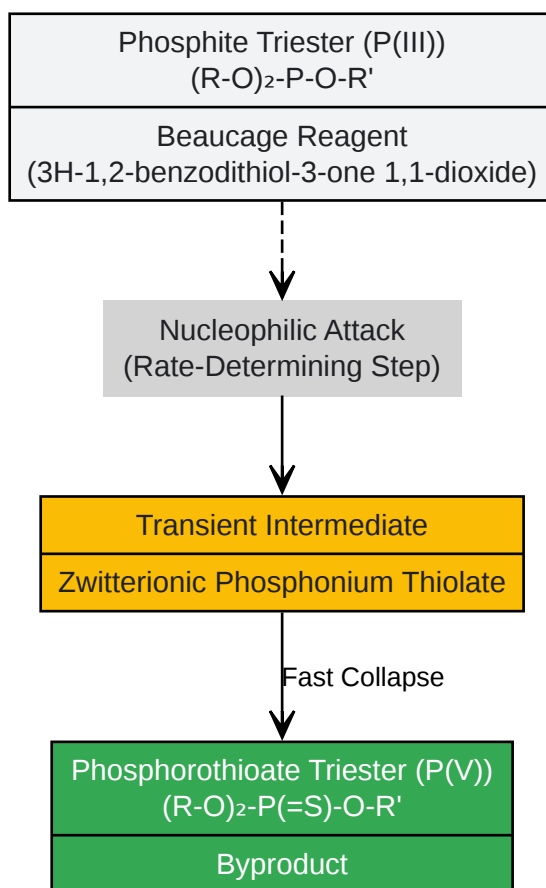 Phosphite Triester (P(III))
(R-O)₂-P-O-R'
Beaucage Reagent
(3H-1,2-benzodithiol-3-one 1,1-dioxide)
Nucleophilic Attack
(Rate-Determining Step)
Transient Intermediate
Zwitterionic Phosphonium Thiolate
Fast Collapse
Phosphorothioate Triester (P(V))
(R-O)₂-P(=S)-O-R'
Byproduct